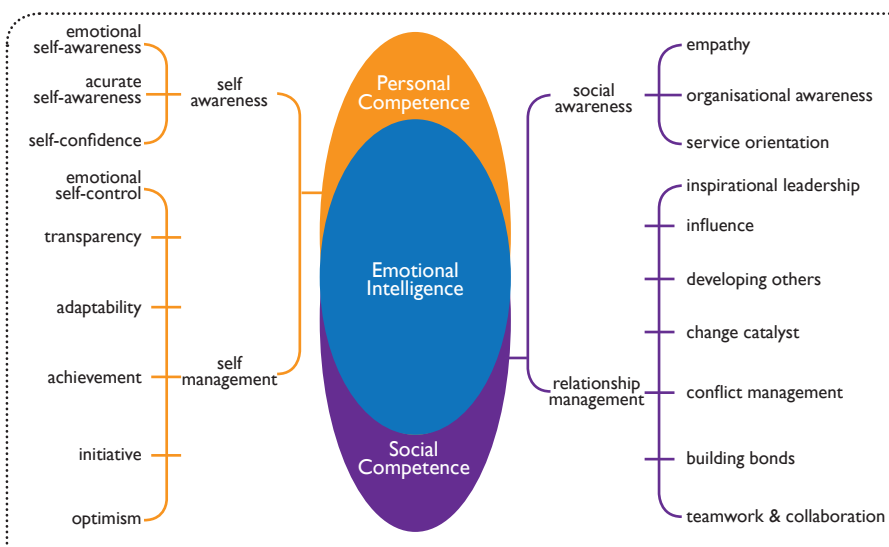 emotional
self-awareness
acurate
self-awareness
self-confidence
self
awareness
emotional
self-control
transparency
adaptability
achievement
initiative
optimism
self
management
Personal
Competence
Emotional
Intelligence
Social
Competence
social
awareness
empathy
organisational awareness
service orientation
relationship
management
inspirational leadership
influence
developing others
change catalyst
conflict management
building bonds
teamwork & collaboration